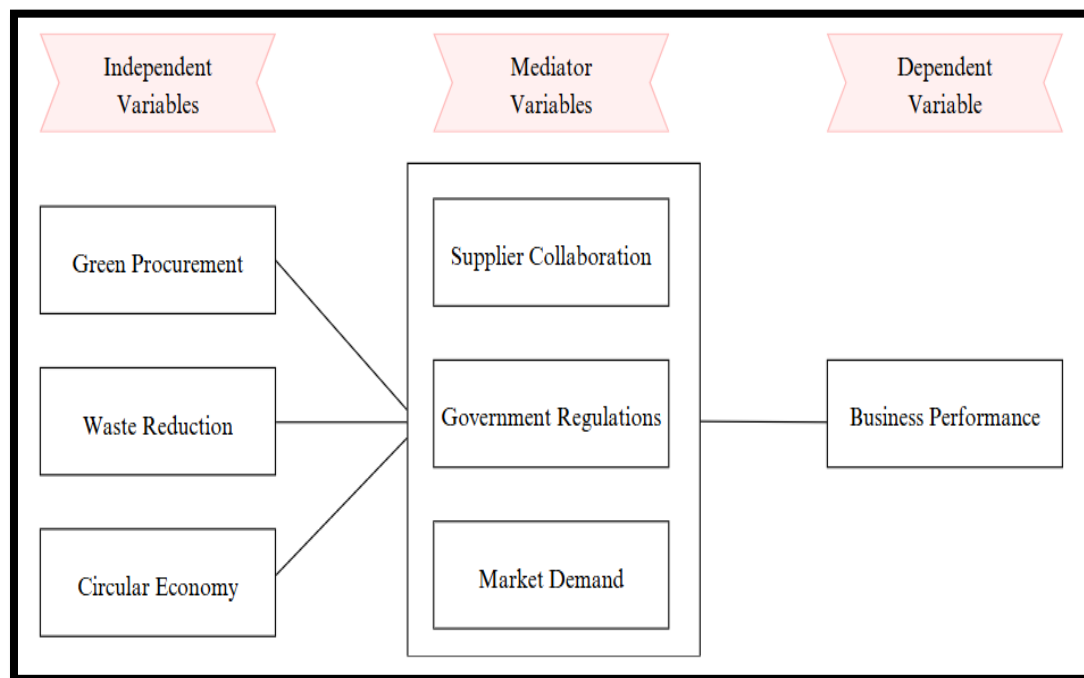 Independent
Variables
Mediator
Variables
Dependent
Variable
Green Procurement
Waste Reduction
Circular Economy
Supplier Collaboration
Government Regulations
Market Demand
Business Performance